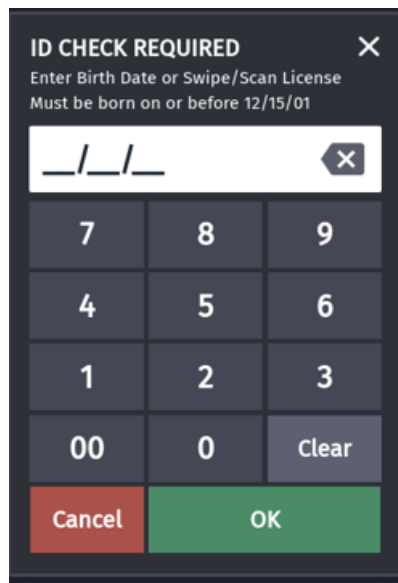 ID CHECK REQUIRED
Enter Birth Date or Swipe/Scan License
Must be born on or before 12/15/01
__/__/__
7 8 9
4 5 6
1 2 3
00 0 Clear
Cancel OK